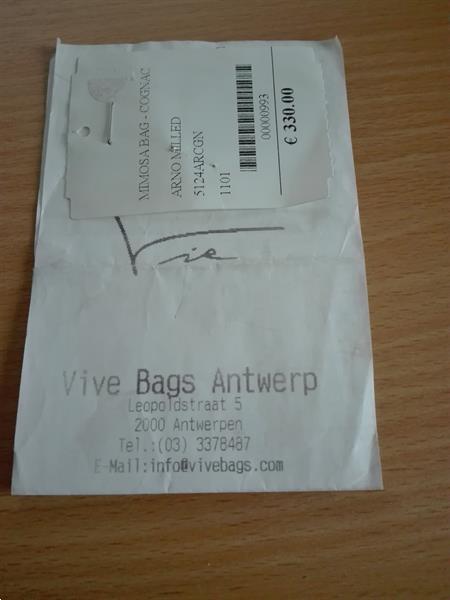 MIMOSA BAG - COGNAC
ARNO MILLED
5124ARCGN
1101
00000993
€ 330.00
Vie
Vive Bags Antwerp
Leopoldstraat 5
2000 Antwerpen
Tel.:(03) 3378487
E-Mail:info@vivebags.com